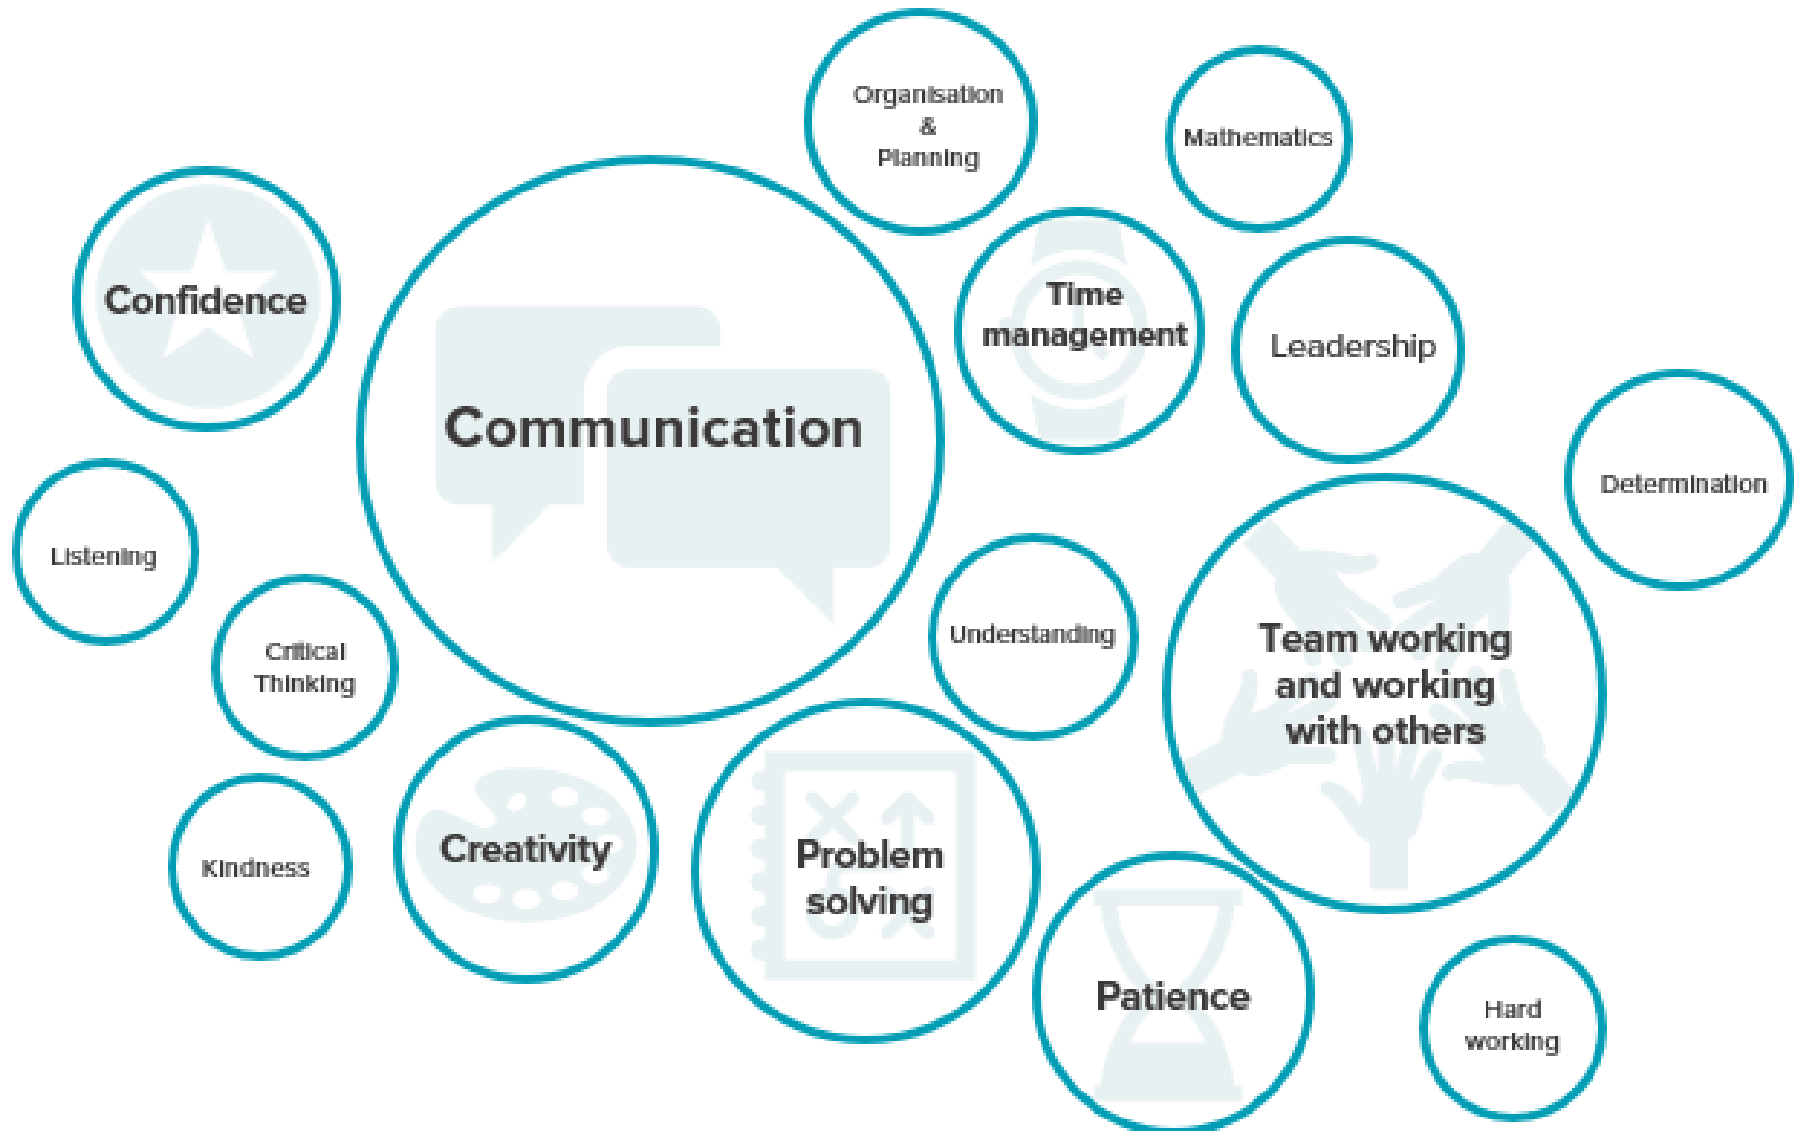 Organisation
&
Planning
Mathematics
Confidence
Time
management
Leadership
Communication
Determination
Listening
Understanding
Team working
and working
with others
Critical
Thinking
Creativity
Problem
solving
Kindness
Patience
Hard
working